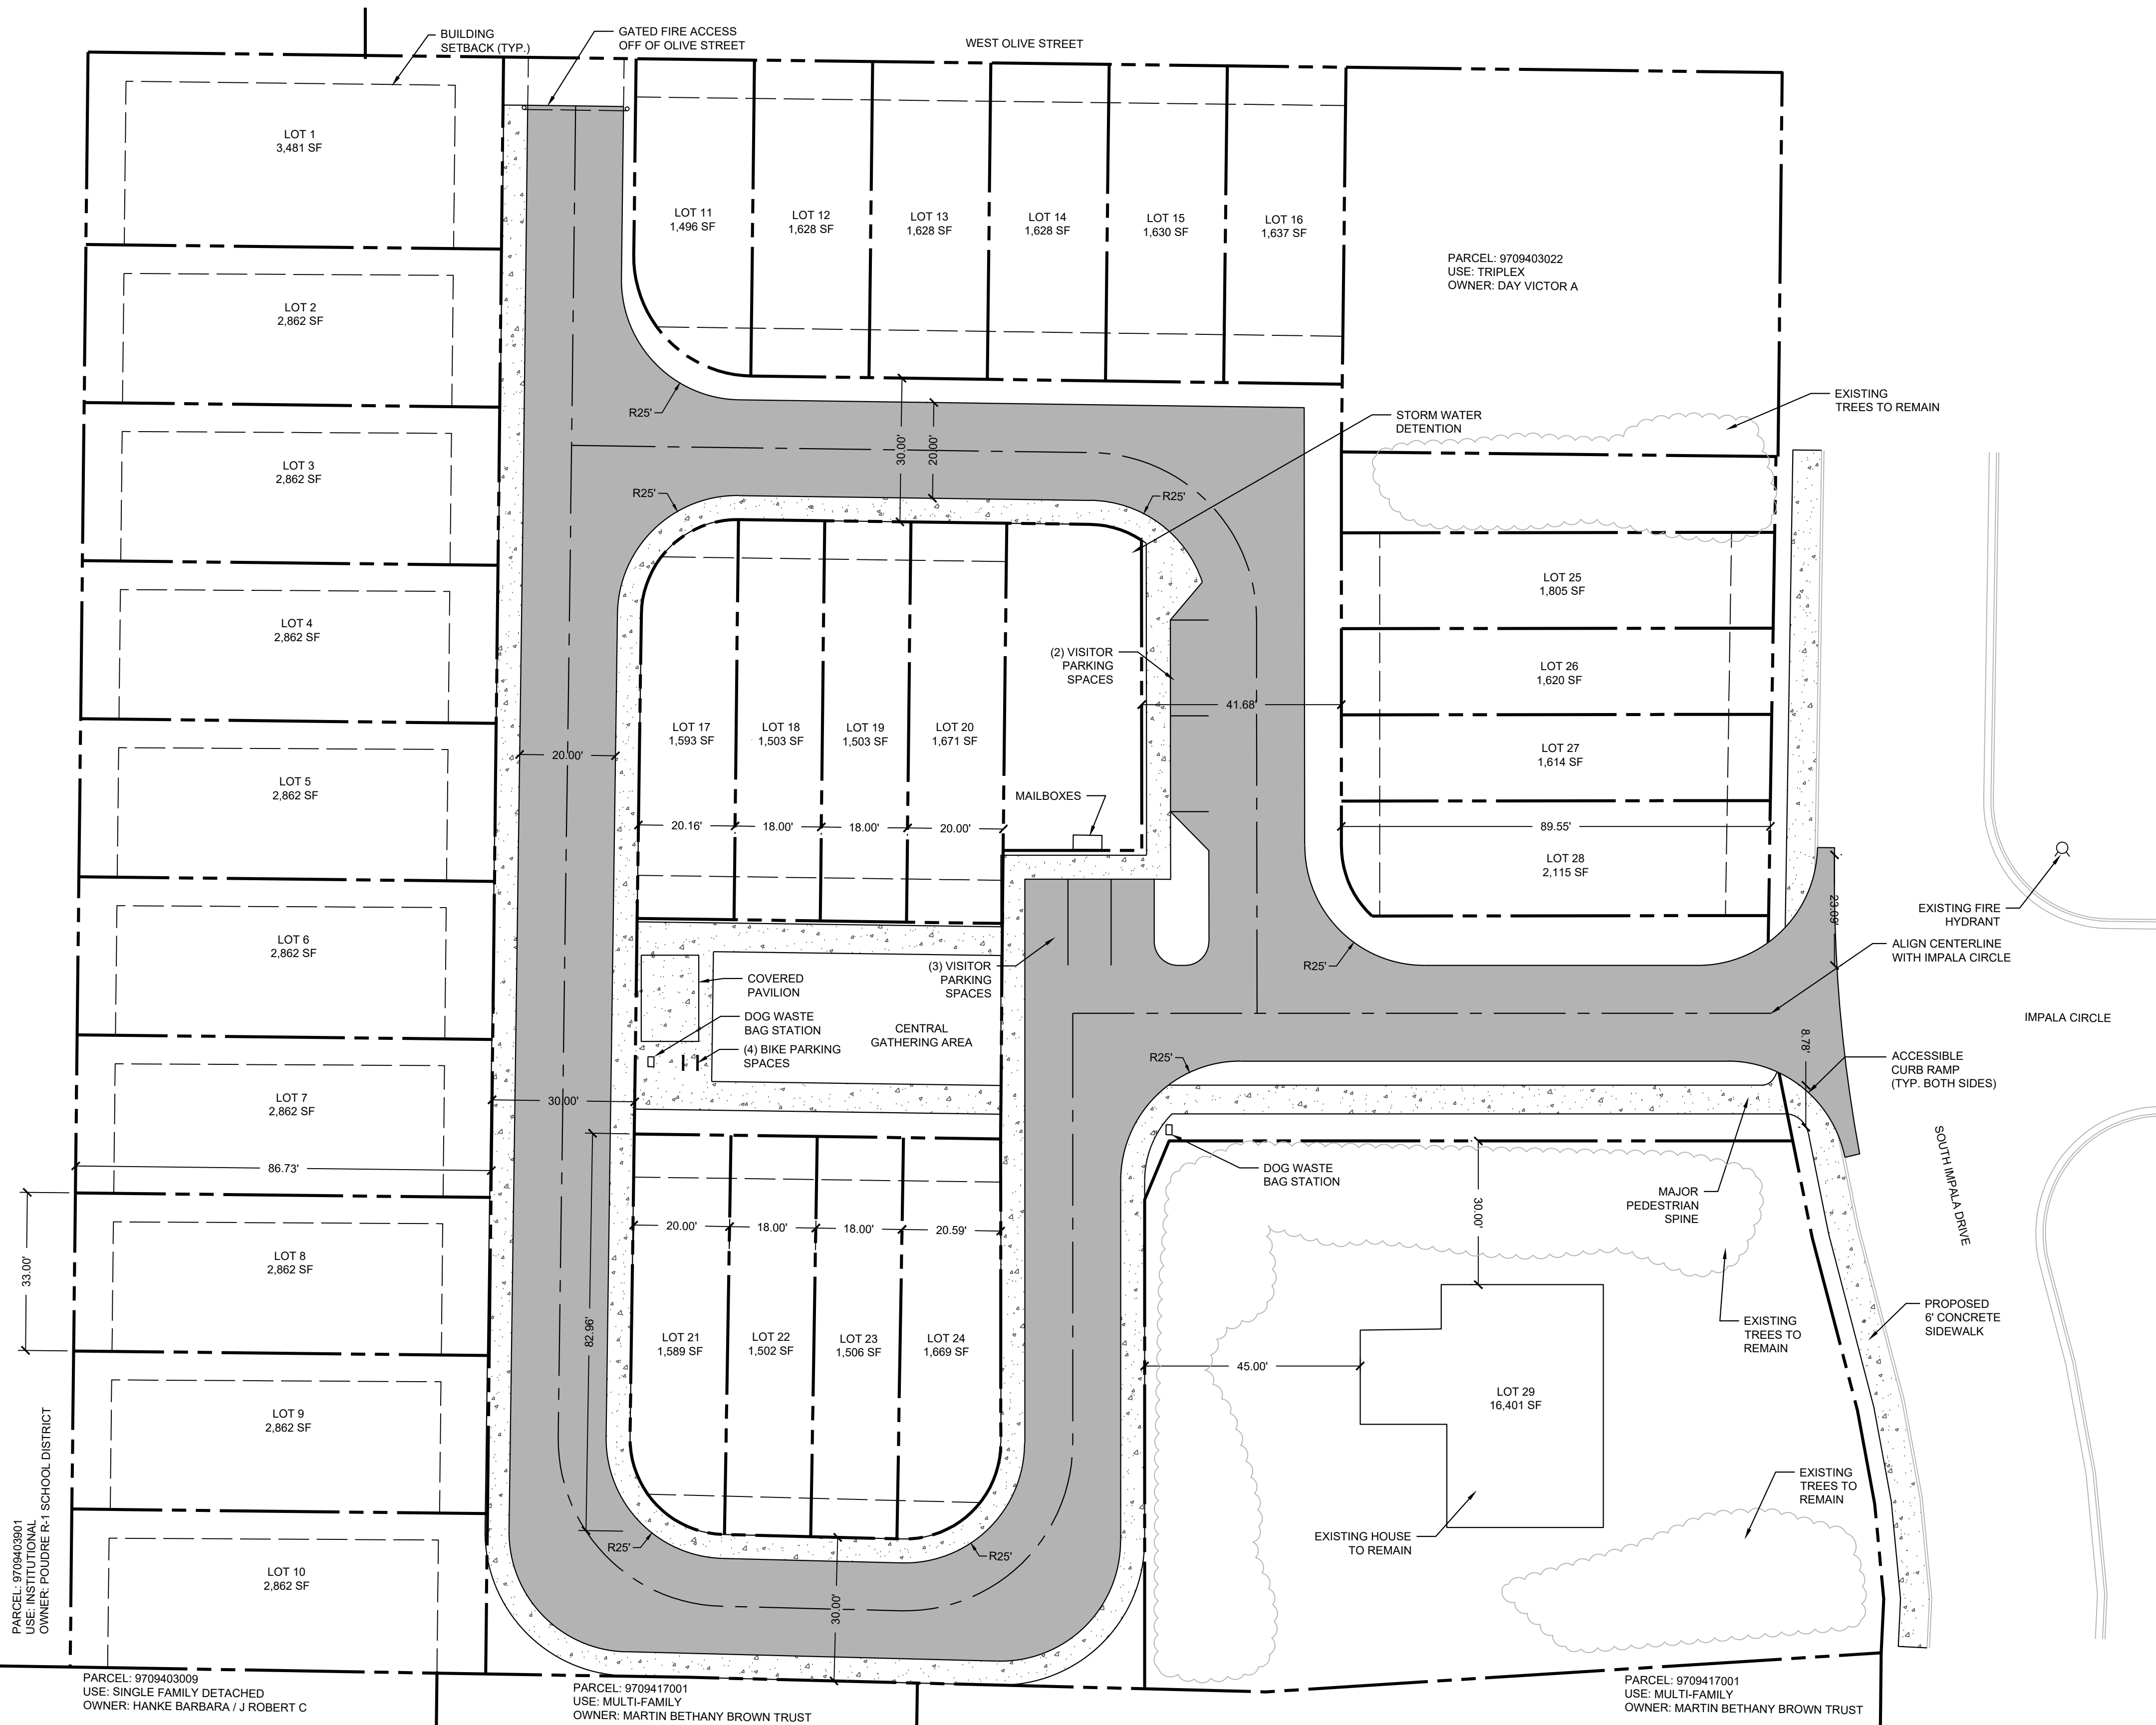 BUILDING
SETBACK (TYP.)
GATED FIRE ACCESS
OFF OF OLIVE STREET
WEST OLIVE STREET
LOT 1
3,481 SF
LOT 2
2,862 SF
LOT 3
2,862 SF
LOT 4
2,862 SF
LOT 5
2,862 SF
LOT 6
2,862 SF
LOT 7
2,862 SF
86.73'
33.00'
LOT 8
2,862 SF
LOT 9
2,862 SF
LOT 10
2,862 SF
PARCEL: 9709403901
USE: INSTITUTIONAL
OWNER: POUDRE R-1 SCHOOL DISTRICT
PARCEL: 9709403009
USE: SINGLE FAMILY DETACHED
OWNER: HANKE BARBARA / J ROBERT C
LOT 11
1,496 SF
LOT 12
1,628 SF
LOT 13
1,628 SF
LOT 14
1,628 SF
LOT 15
1,630 SF
LOT 16
1,637 SF
PARCEL: 9709403022
USE: TRIPLEX
OWNER: DAY VICTOR A
EXISTING
TREES TO REMAIN
STORM WATER
DETENTION
R25'
30.00'
20.00'
R25'
R25'
LOT 25
1,805 SF
(2) VISITOR
PARKING
SPACES
LOT 26
1,620 SF
41.68'
LOT 17
1,593 SF
LOT 18
1,503 SF
LOT 19
1,503 SF
LOT 20
1,671 SF
LOT 27
1,614 SF
20.00'
MAILBOXES
20.16'
18.00'
18.00'
20.00'
89.55'
LOT 28
2,115 SF
23.09'
EXISTING FIRE
HYDRANT
ALIGN CENTERLINE
WITH IMPALA CIRCLE
R25'
(3) VISITOR
PARKING
SPACES
COVERED
PAVILION
DOG WASTE
BAG STATION
(4) BIKE PARKING
SPACES
CENTRAL
GATHERING AREA
IMPALA CIRCLE
8.78'
R25'
ACCESSIBLE
CURB RAMP
(TYP. BOTH SIDES)
30.00'
SOUTH IMPALA DRIVE
DOG WASTE
BAG STATION
30.00'
MAJOR
PEDESTRIAN
SPINE
20.00'
18.00'
18.00'
20.59'
82.96'
LOT 21
1,589 SF
LOT 22
1,502 SF
LOT 23
1,506 SF
LOT 24
1,669 SF
45.00'
EXISTING
TREES TO
REMAIN
PROPOSED
6' CONCRETE
SIDEWALK
LOT 29
16,401 SF
EXISTING
TREES TO
REMAIN
EXISTING HOUSE
TO REMAIN
R25'
R25'
30.00'
PARCEL: 9709417001
USE: MULTI-FAMILY
OWNER: MARTIN BETHANY BROWN TRUST
PARCEL: 9709417001
USE: MULTI-FAMILY
OWNER: MARTIN BETHANY BROWN TRUST